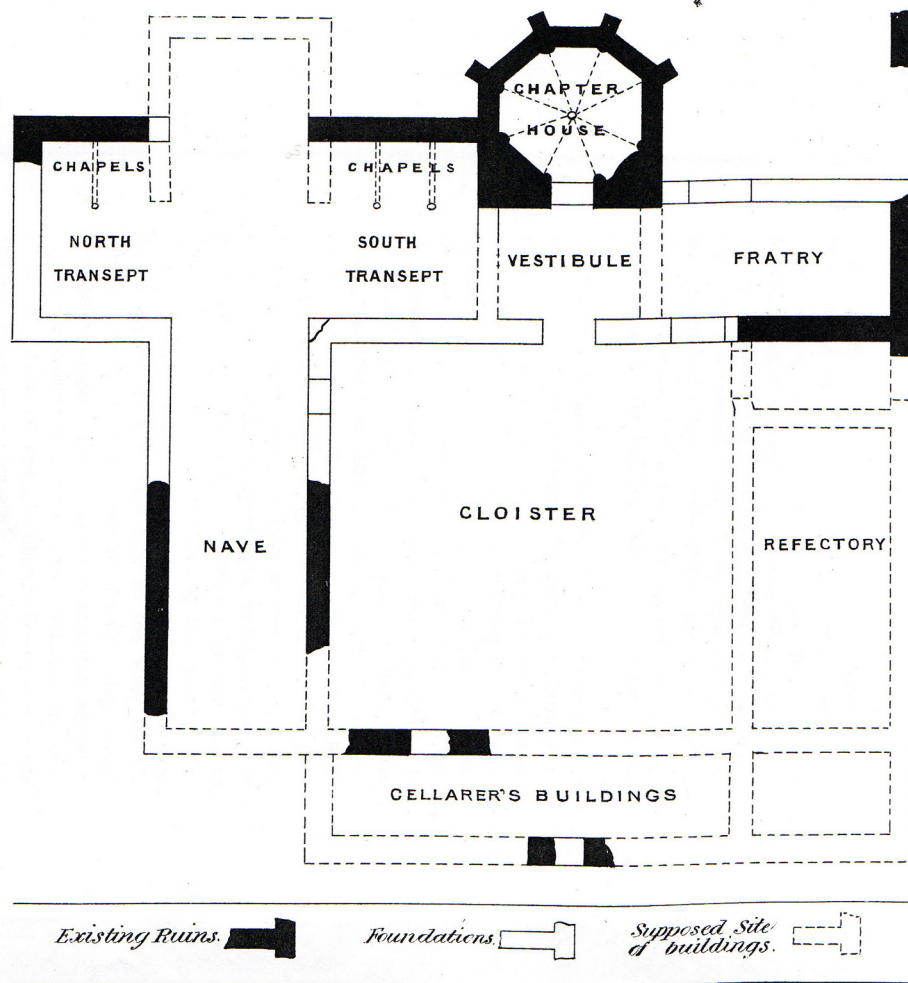 CHAPTER
HOUSE
CHAPELS
CHAPELS
NORTH
TRANSEPT
SOUTH
TRANSEPT
VESTIBULE
FRATRY
CLOISTER
NAVE
REFECTORY
CELLARER'S BUILDINGS
Existing Ruins.
Foundations.
Supposed Site
of buildings.